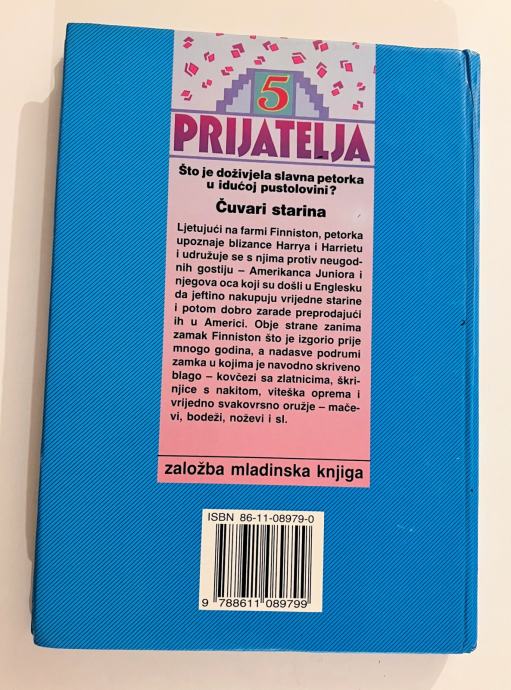 5
PRIJATELJA
Što je doživjela slavna petorka
u idućoj pustolovini?
Čuvari starina
Ljetujući na farmi Finniston, petorka
upoznaje blizance Harrya i Harrietu
i udružuje se s njima protiv neugod-
nih gostiju – Amerikanca Juniora i
njegova oca koji su došli u Englesku
da jeftino nakupuju vrijedne starine
i potom dobro zarade preprodajući
ih u Americi. Obje strane zanima
zamak Finniston što je izgorio prije
mnogo godina, a nadasve podrumi
zamka u kojima je navodno skriveno
blago – kovčezi sa zlatnicima, škri-
njice s nakitom, viteška oprema i
vrijedno svakovrsno oružje – mače-
vi, bodeži, noževi i sl.
založba mladinska knjiga
ISBN 86-11-08979-0
9 788611 089799